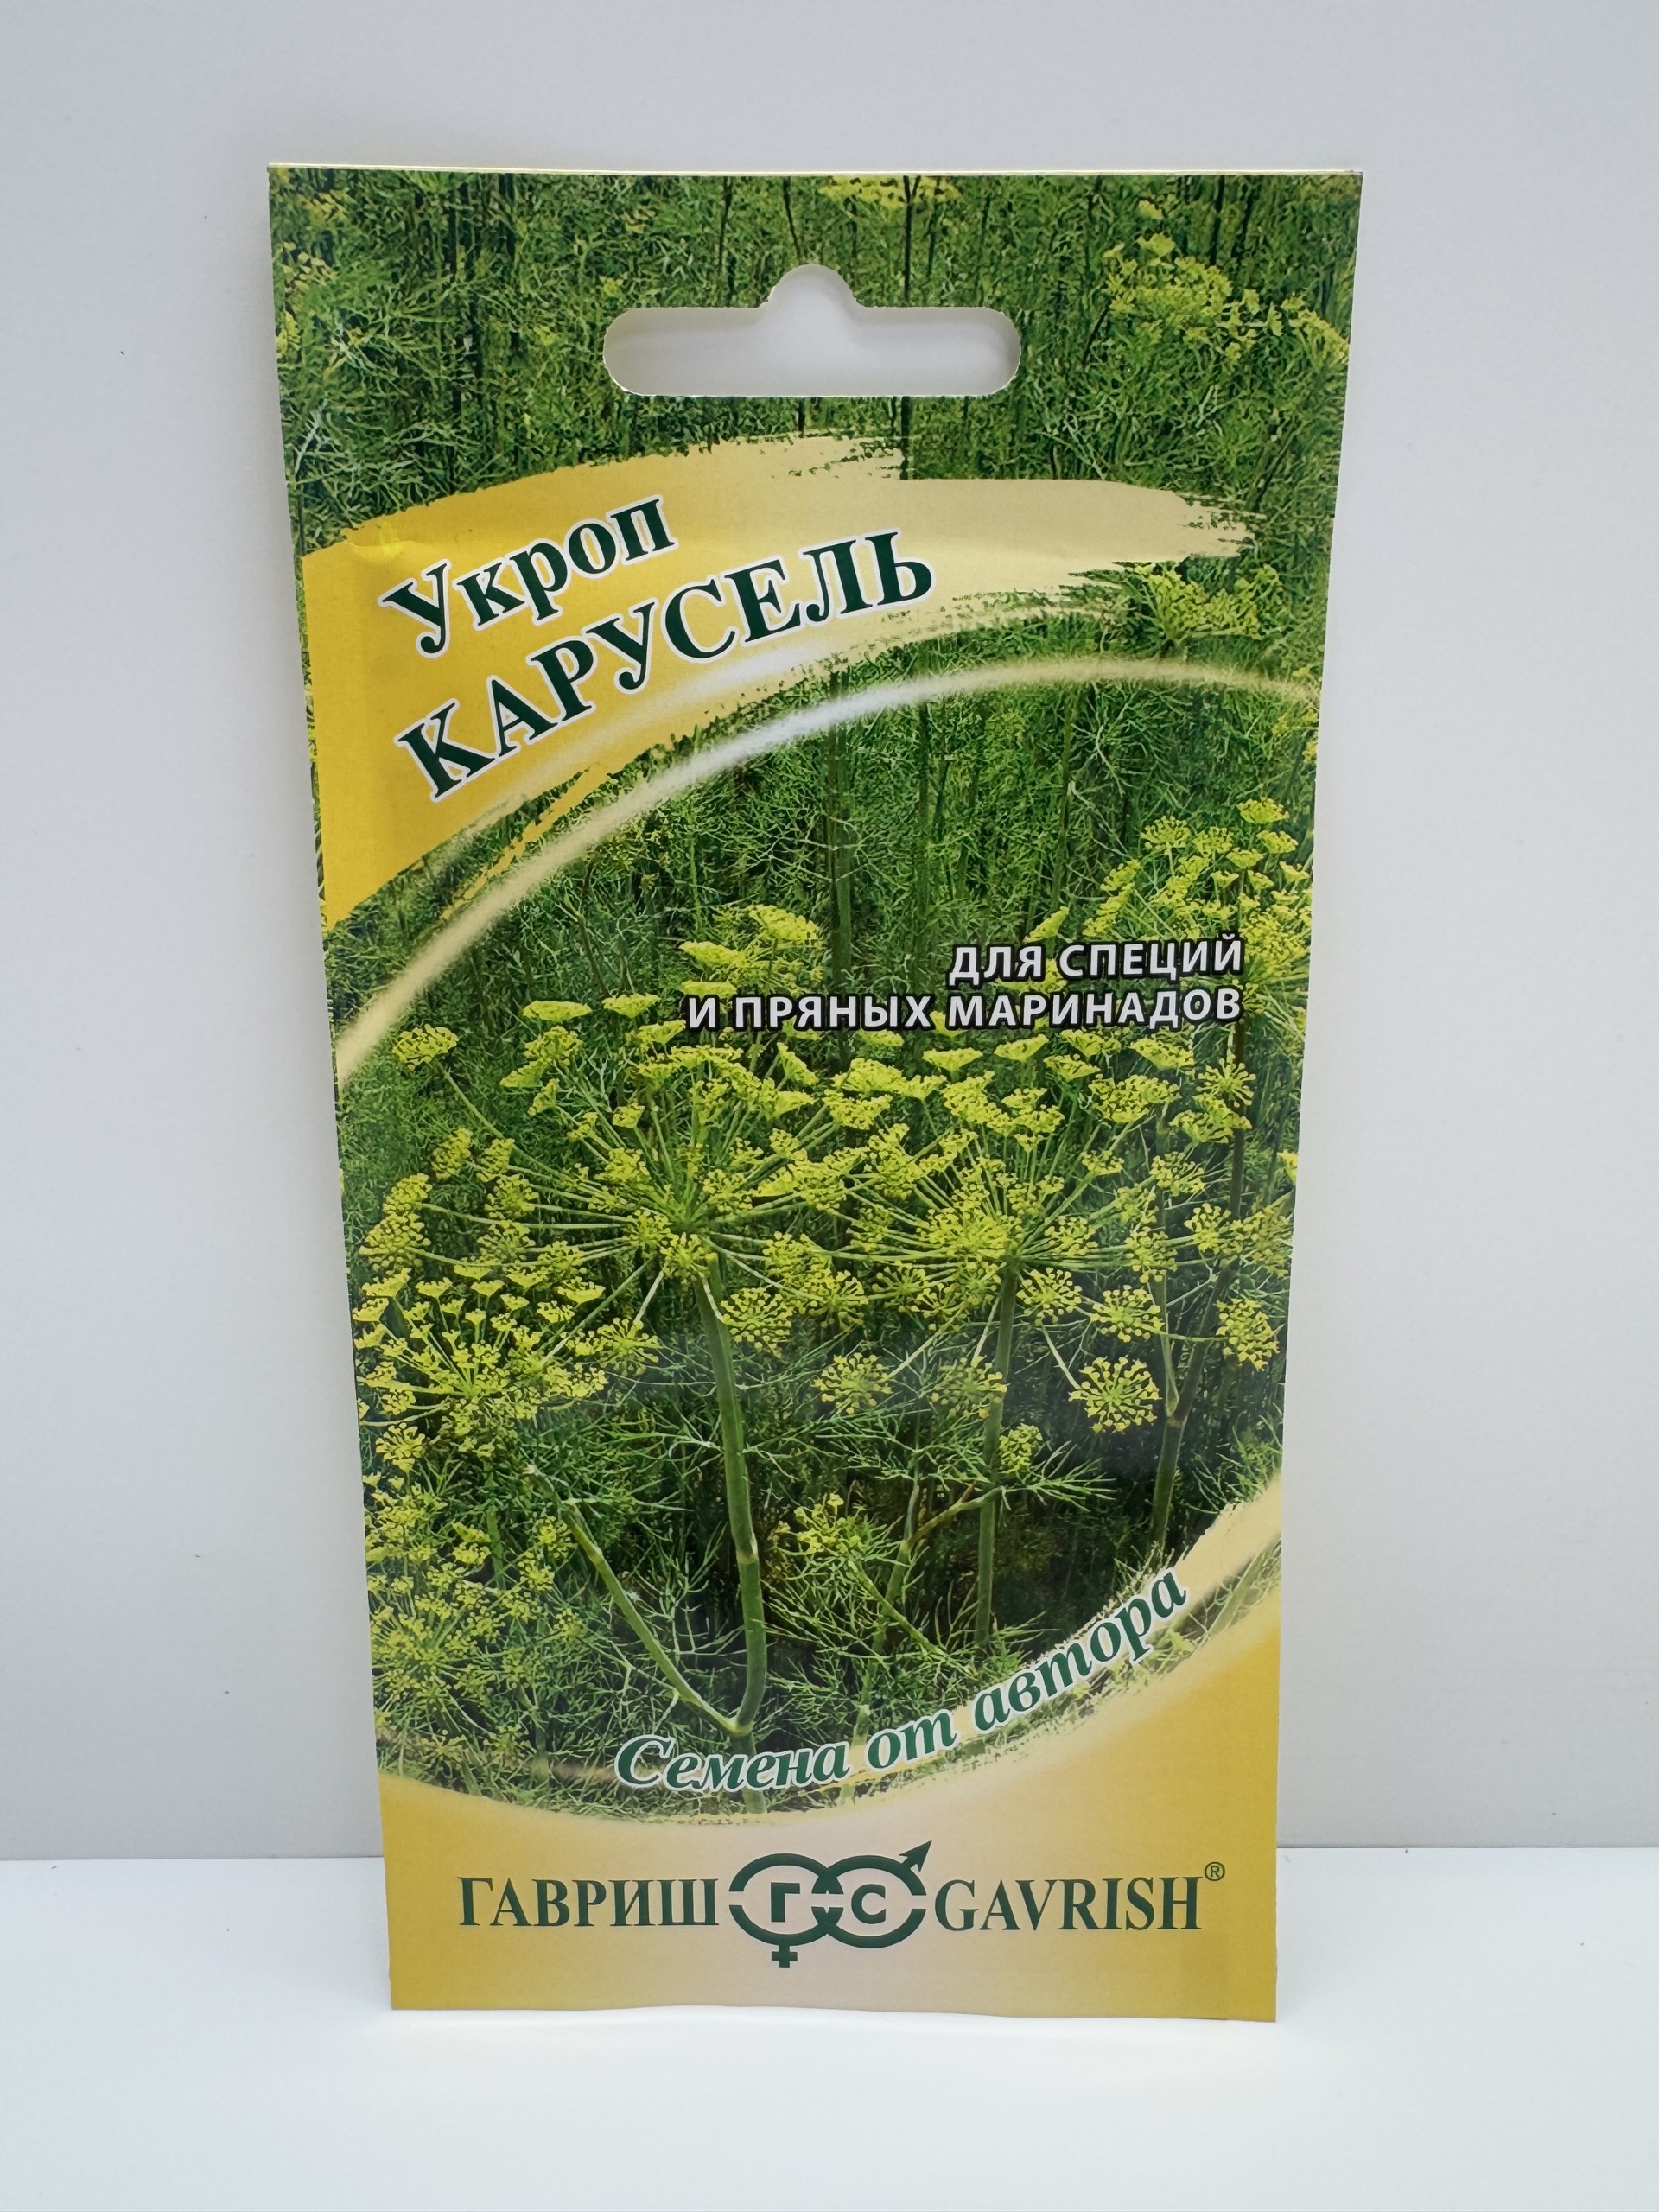 Укроп
КАРУСЕЛЬ
ДЛЯ СПЕЦИЙ
И ПРЯНЫХ МАРИНАДОВ
Семена от автора
ГАВРИШ ГС GAVRISH®